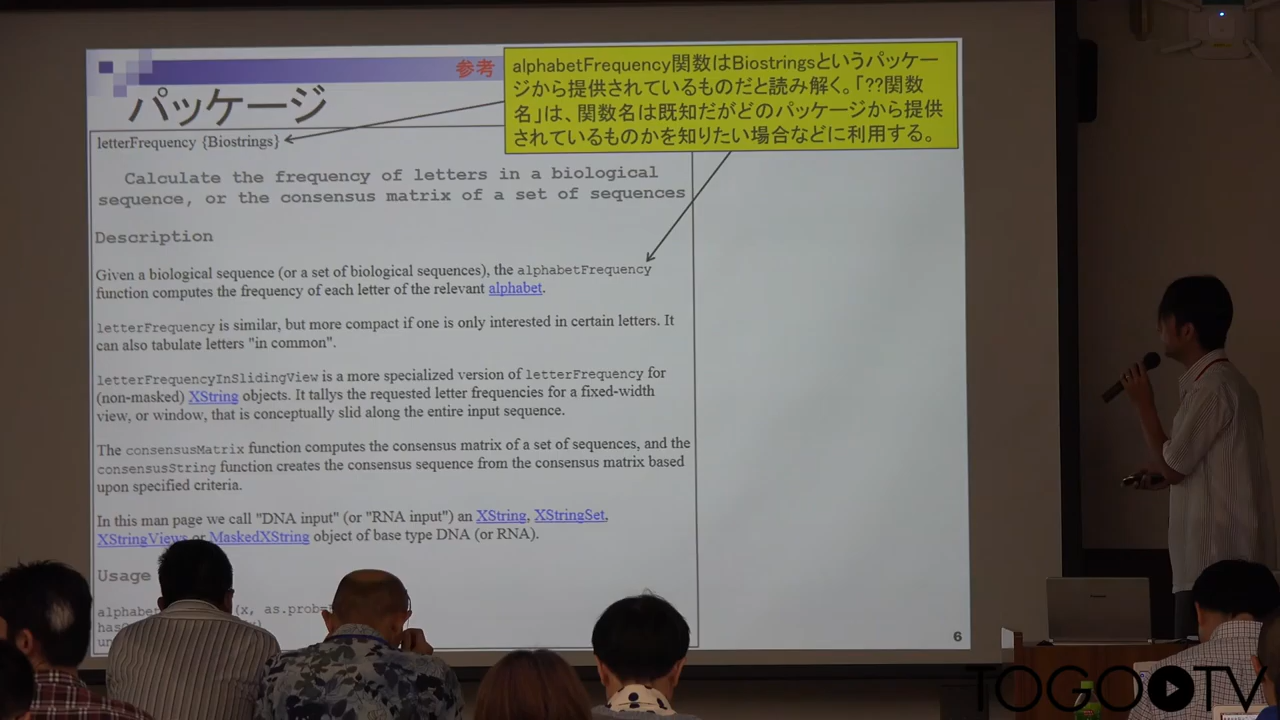 参考
パッケージ
alphabetFrequency関数はBiostringsというパッケー
ジから提供されているものだと読み解く。「??関数
名」は、関数名は既知だがどのパッケージから提供
されているものかを知りたい場合などに利用する。
letterFrequency {Biostrings}
Calculate the frequency of letters in a biological
sequence, or the consensus matrix of a set of sequences
Description
Given a biological sequence (or a set of biological sequences), the alphabetFrequency
function computes the frequency of each letter of the relevant alphabet.
letterFrequency is similar, but more compact if one is only interested in certain letters. It
can also tabulate letters "in common".
letterFrequencyInSlidingView is a more specialized version of letterFrequency for
(non-masked) XString objects. It tallys the requested letter frequencies for a fixed-width
view, or window, that is conceptually slid along the entire input sequence.
The consensusMatrix function computes the consensus matrix of a set of sequences, and the
consensusString function creates the consensus sequence from the consensus matrix based
upon specified criteria.
In this man page we call "DNA input" (or "RNA input") an XString, XStringSet,
XStringViews or MaskedXString object of base type DNA (or RNA).
Usage
(x, as.prob=
6
TOGO TV